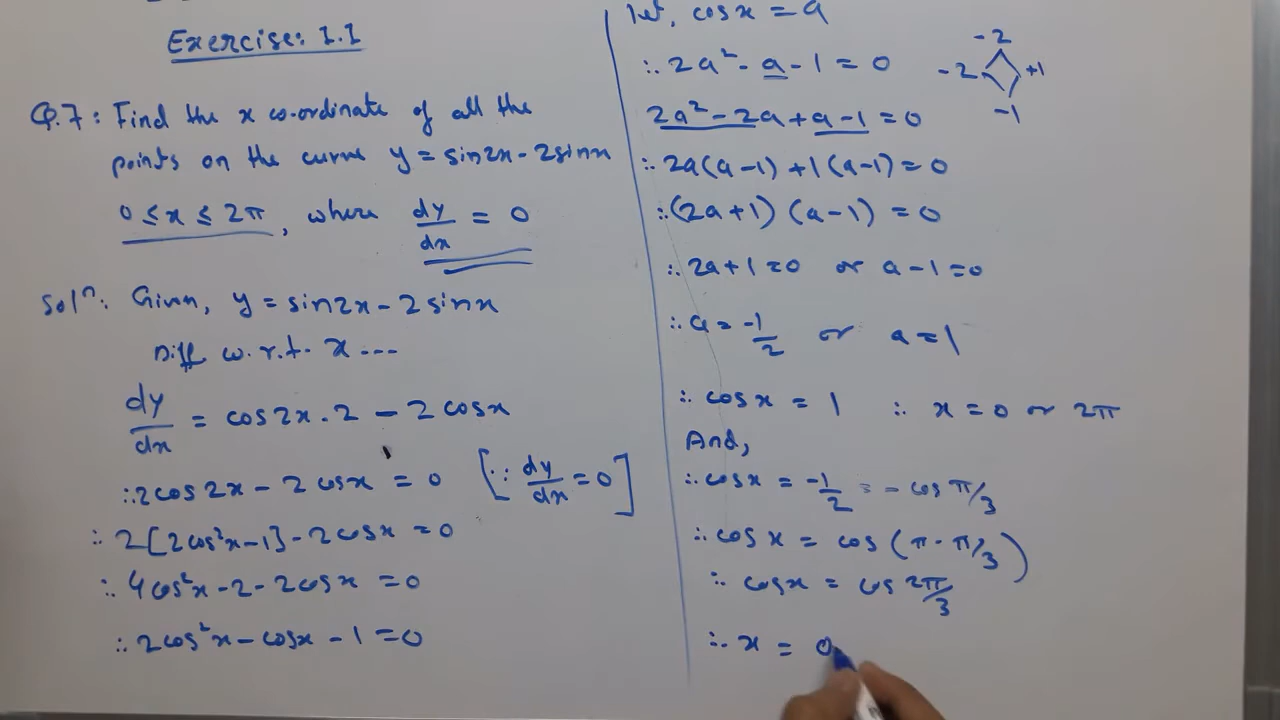 Exercise: 1.1
Q.7: Find the x co-ordinate of all the
points on the curve y = sin2x - 2sinx
0 ≤ x ≤ 2π, where dy/dx = 0
Solⁿ: Given, y = sin2x - 2sinx
Diff w.r.t. x ...
dy/dx = cos2x·2 - 2cosx
∴ 2cos2x - 2cosx = 0 [∵ dy/dx = 0]
∴ 2[2cos²x-1] - 2cosx = 0
∴ 4cos²x - 2 - 2cosx = 0
∴ 2cos²x - cosx - 1 = 0
let, cosx = a
∴ 2a² - a - 1 = 0
-2
-2 +1
-1
2a² - 2a + a - 1 = 0
∴ 2a(a-1) + 1(a-1) = 0
∴ (2a+1) (a-1) = 0
∴ 2a+1 = 0 or a-1 = 0
∴ a = -1/2 or a = 1
∴ cosx = 1 ∴ x = 0 or 2π
And,
∴ cosx = -1/2 = -cos π/3
∴ cosx = cos (π - π/3)
∴ cosx = cos 2π/3
∴ x = 0